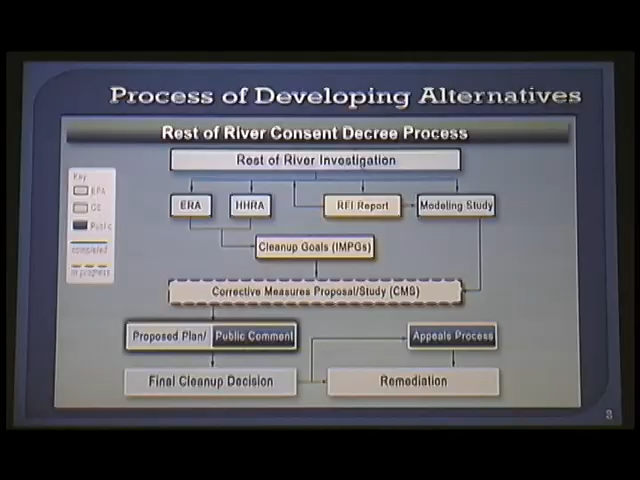 Process of Developing Alternatives
Rest of River Consent Decree Process
Rest of River Investigation
Key
EPA
GE
Public
completed
in progress
ERA
HHRA
RFI Report
Modeling Study
Cleanup Goals (IMPGs)
Corrective Measures Proposal/Study (CMS)
Proposed Plan/
Public Comment
Appeals Process
Final Cleanup Decision
Remediation